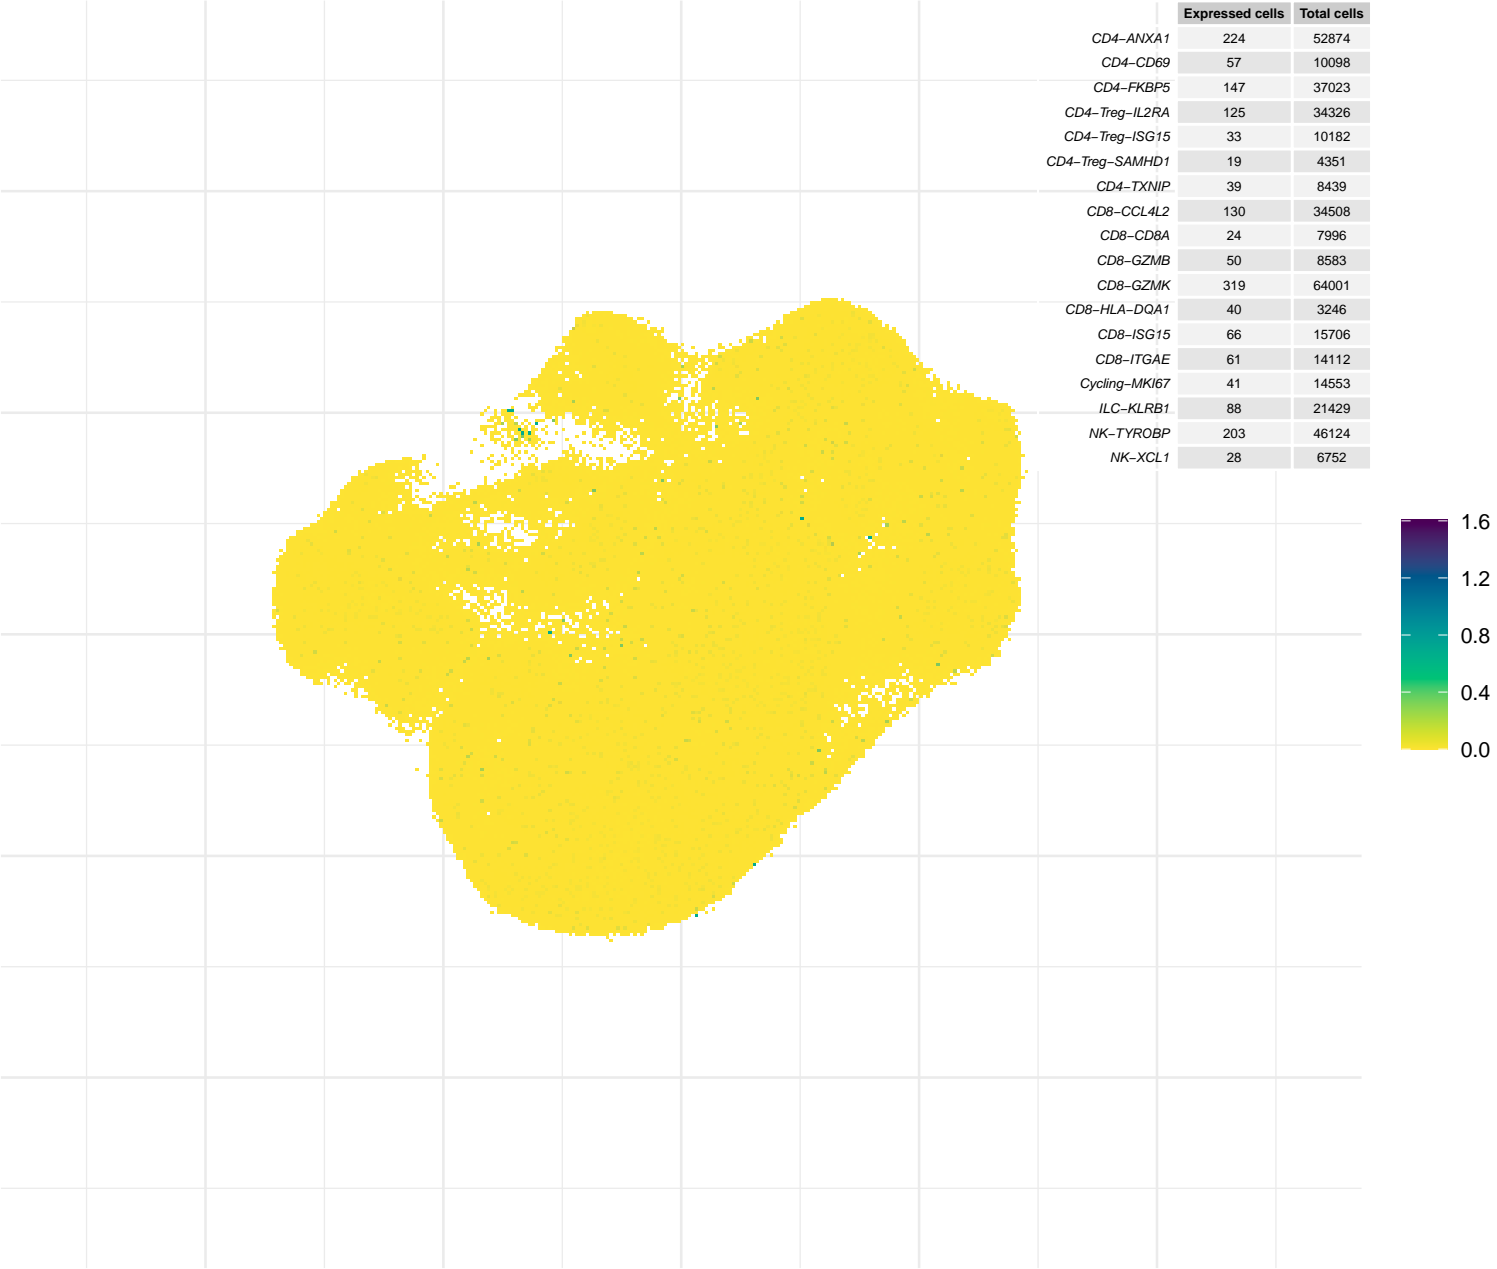 Expressed cells Total cells
CD4−ANXA1 224 52874
CD4−CD69 57 10098
CD4−FKBP5 147 37023
CD4−Treg−IL2RA 125 34326
CD4−Treg−ISG15 33 10182
CD4−Treg−SAMHD1 19 4351
CD4−TXNIP 39 8439
CD8−CCL4L2 130 34508
CD8−CD8A 24 7996
CD8−GZMB 50 8583
CD8−GZMK 319 64001
CD8−HLA−DQA1 40 3246
CD8−ISG15 66 15706
CD8−ITGAE 61 14112
Cycling−MKI67 41 14553
ILC−KLRB1 88 21429
NK−TYROBP 203 46124
NK−XCL1 28 6752
1.6
1.2
0.8
0.4
0.0